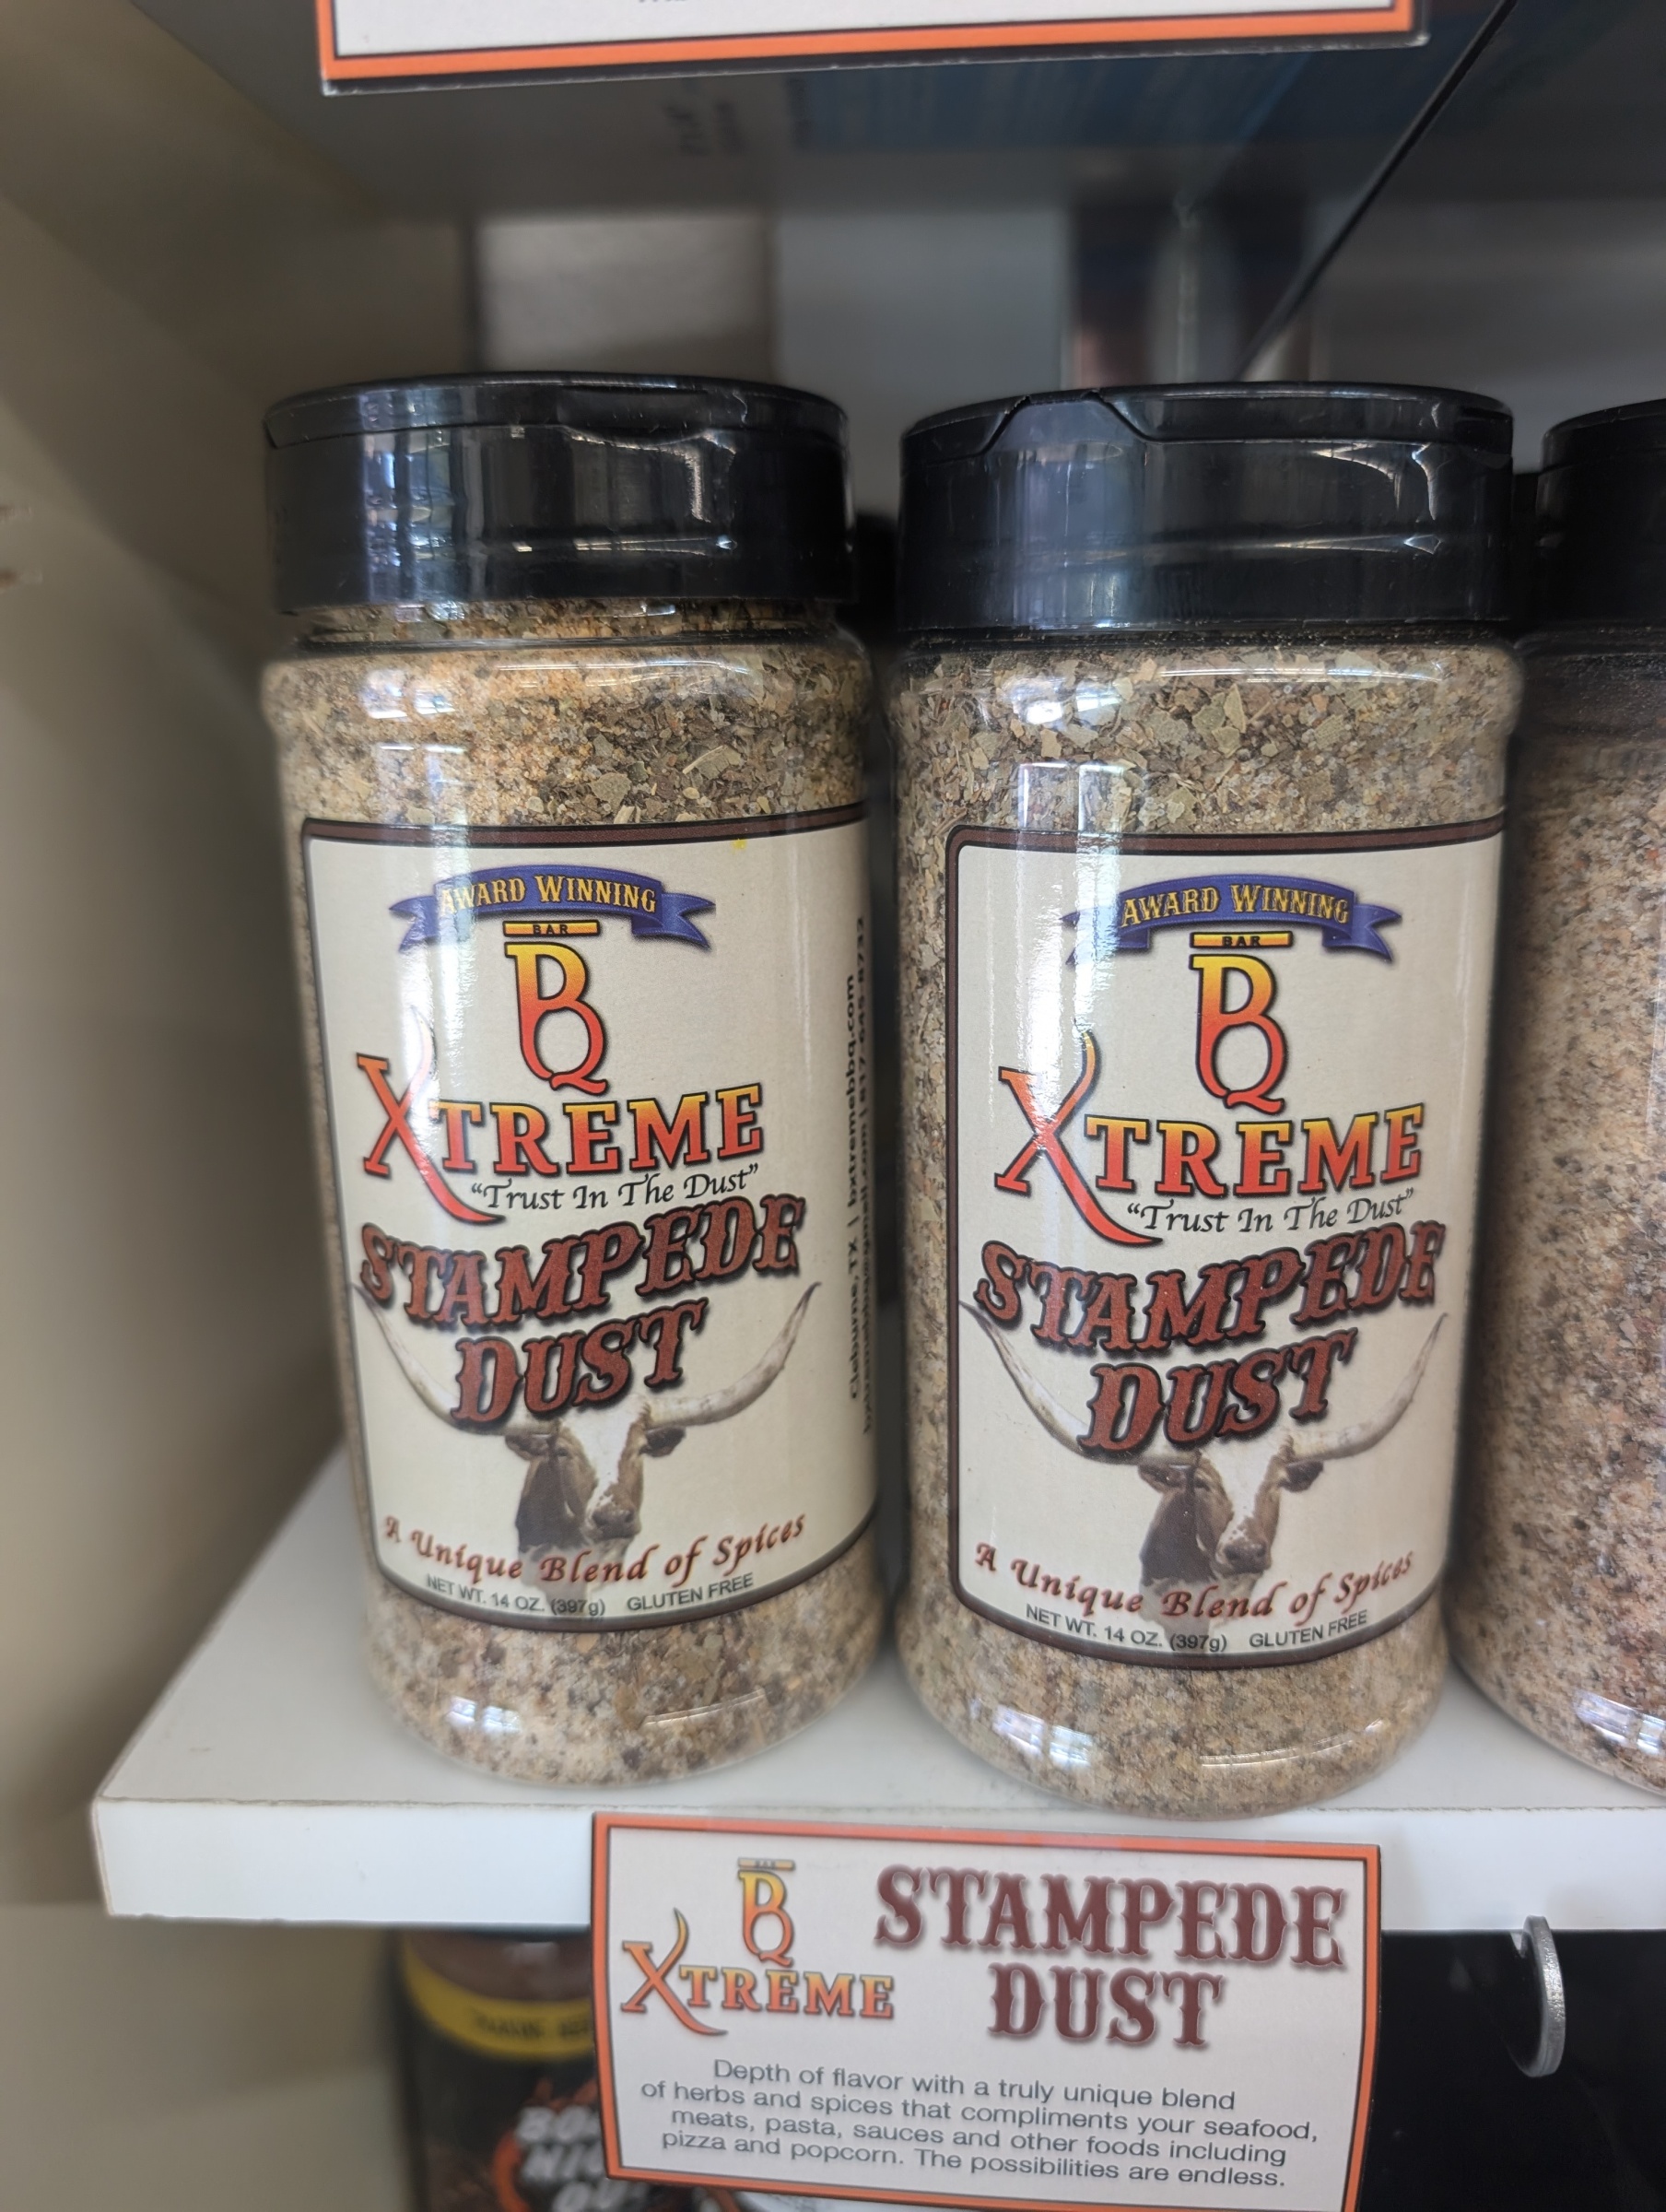 AWARD WINNING
BAR
BQ
XTREME
"Trust In The Dust"
STAMPEDE
DUST
A Unique Blend of Spices
NET WT. 14 OZ. (397g) GLUTEN FREE
Cleburne, TX | bxtremebbq.com
AWARD WINNING
BAR
BQ
XTREME
"Trust In The Dust"
STAMPEDE
DUST
A Unique Blend of Spices
NET WT. 14 OZ. (397g) GLUTEN FREE
BAR
BQ
XTREME
STAMPEDE
DUST
Depth of flavor with a truly unique blend
of herbs and spices that compliments your seafood,
meats, pasta, sauces and other foods including
pizza and popcorn. The possibilities are endless.